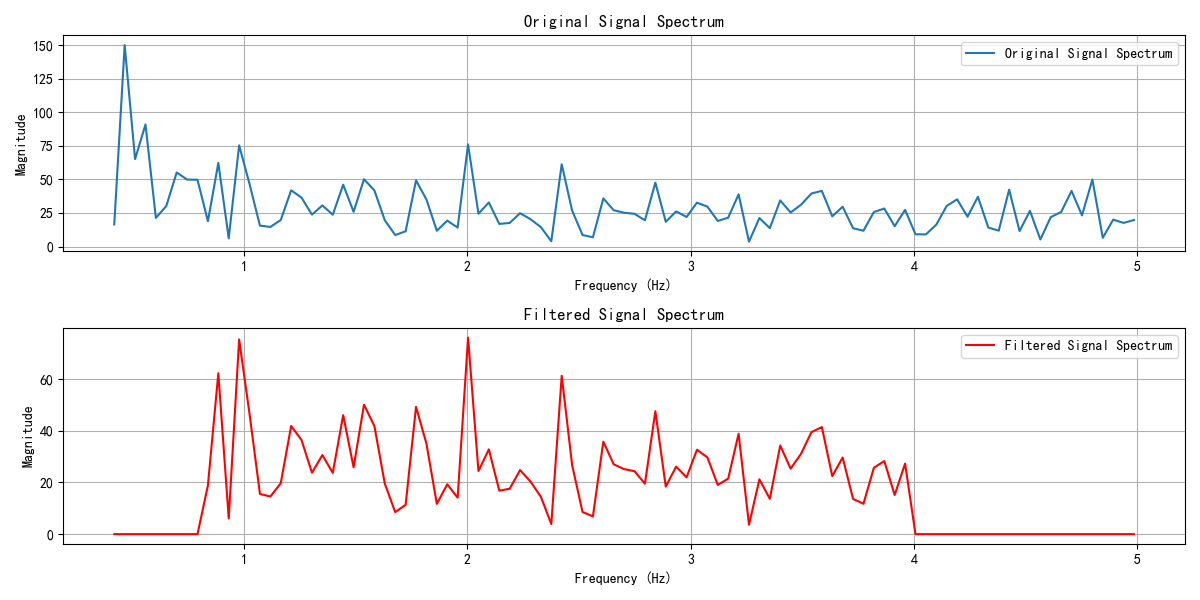 Original Signal Spectrum
150
125
100
75
50
25
0
Magnitude
Original Signal Spectrum
1 2 3 4 5
Frequency (Hz)
Filtered Signal Spectrum
60
40
20
0
Magnitude
Filtered Signal Spectrum
1 2 3 4 5
Frequency (Hz)